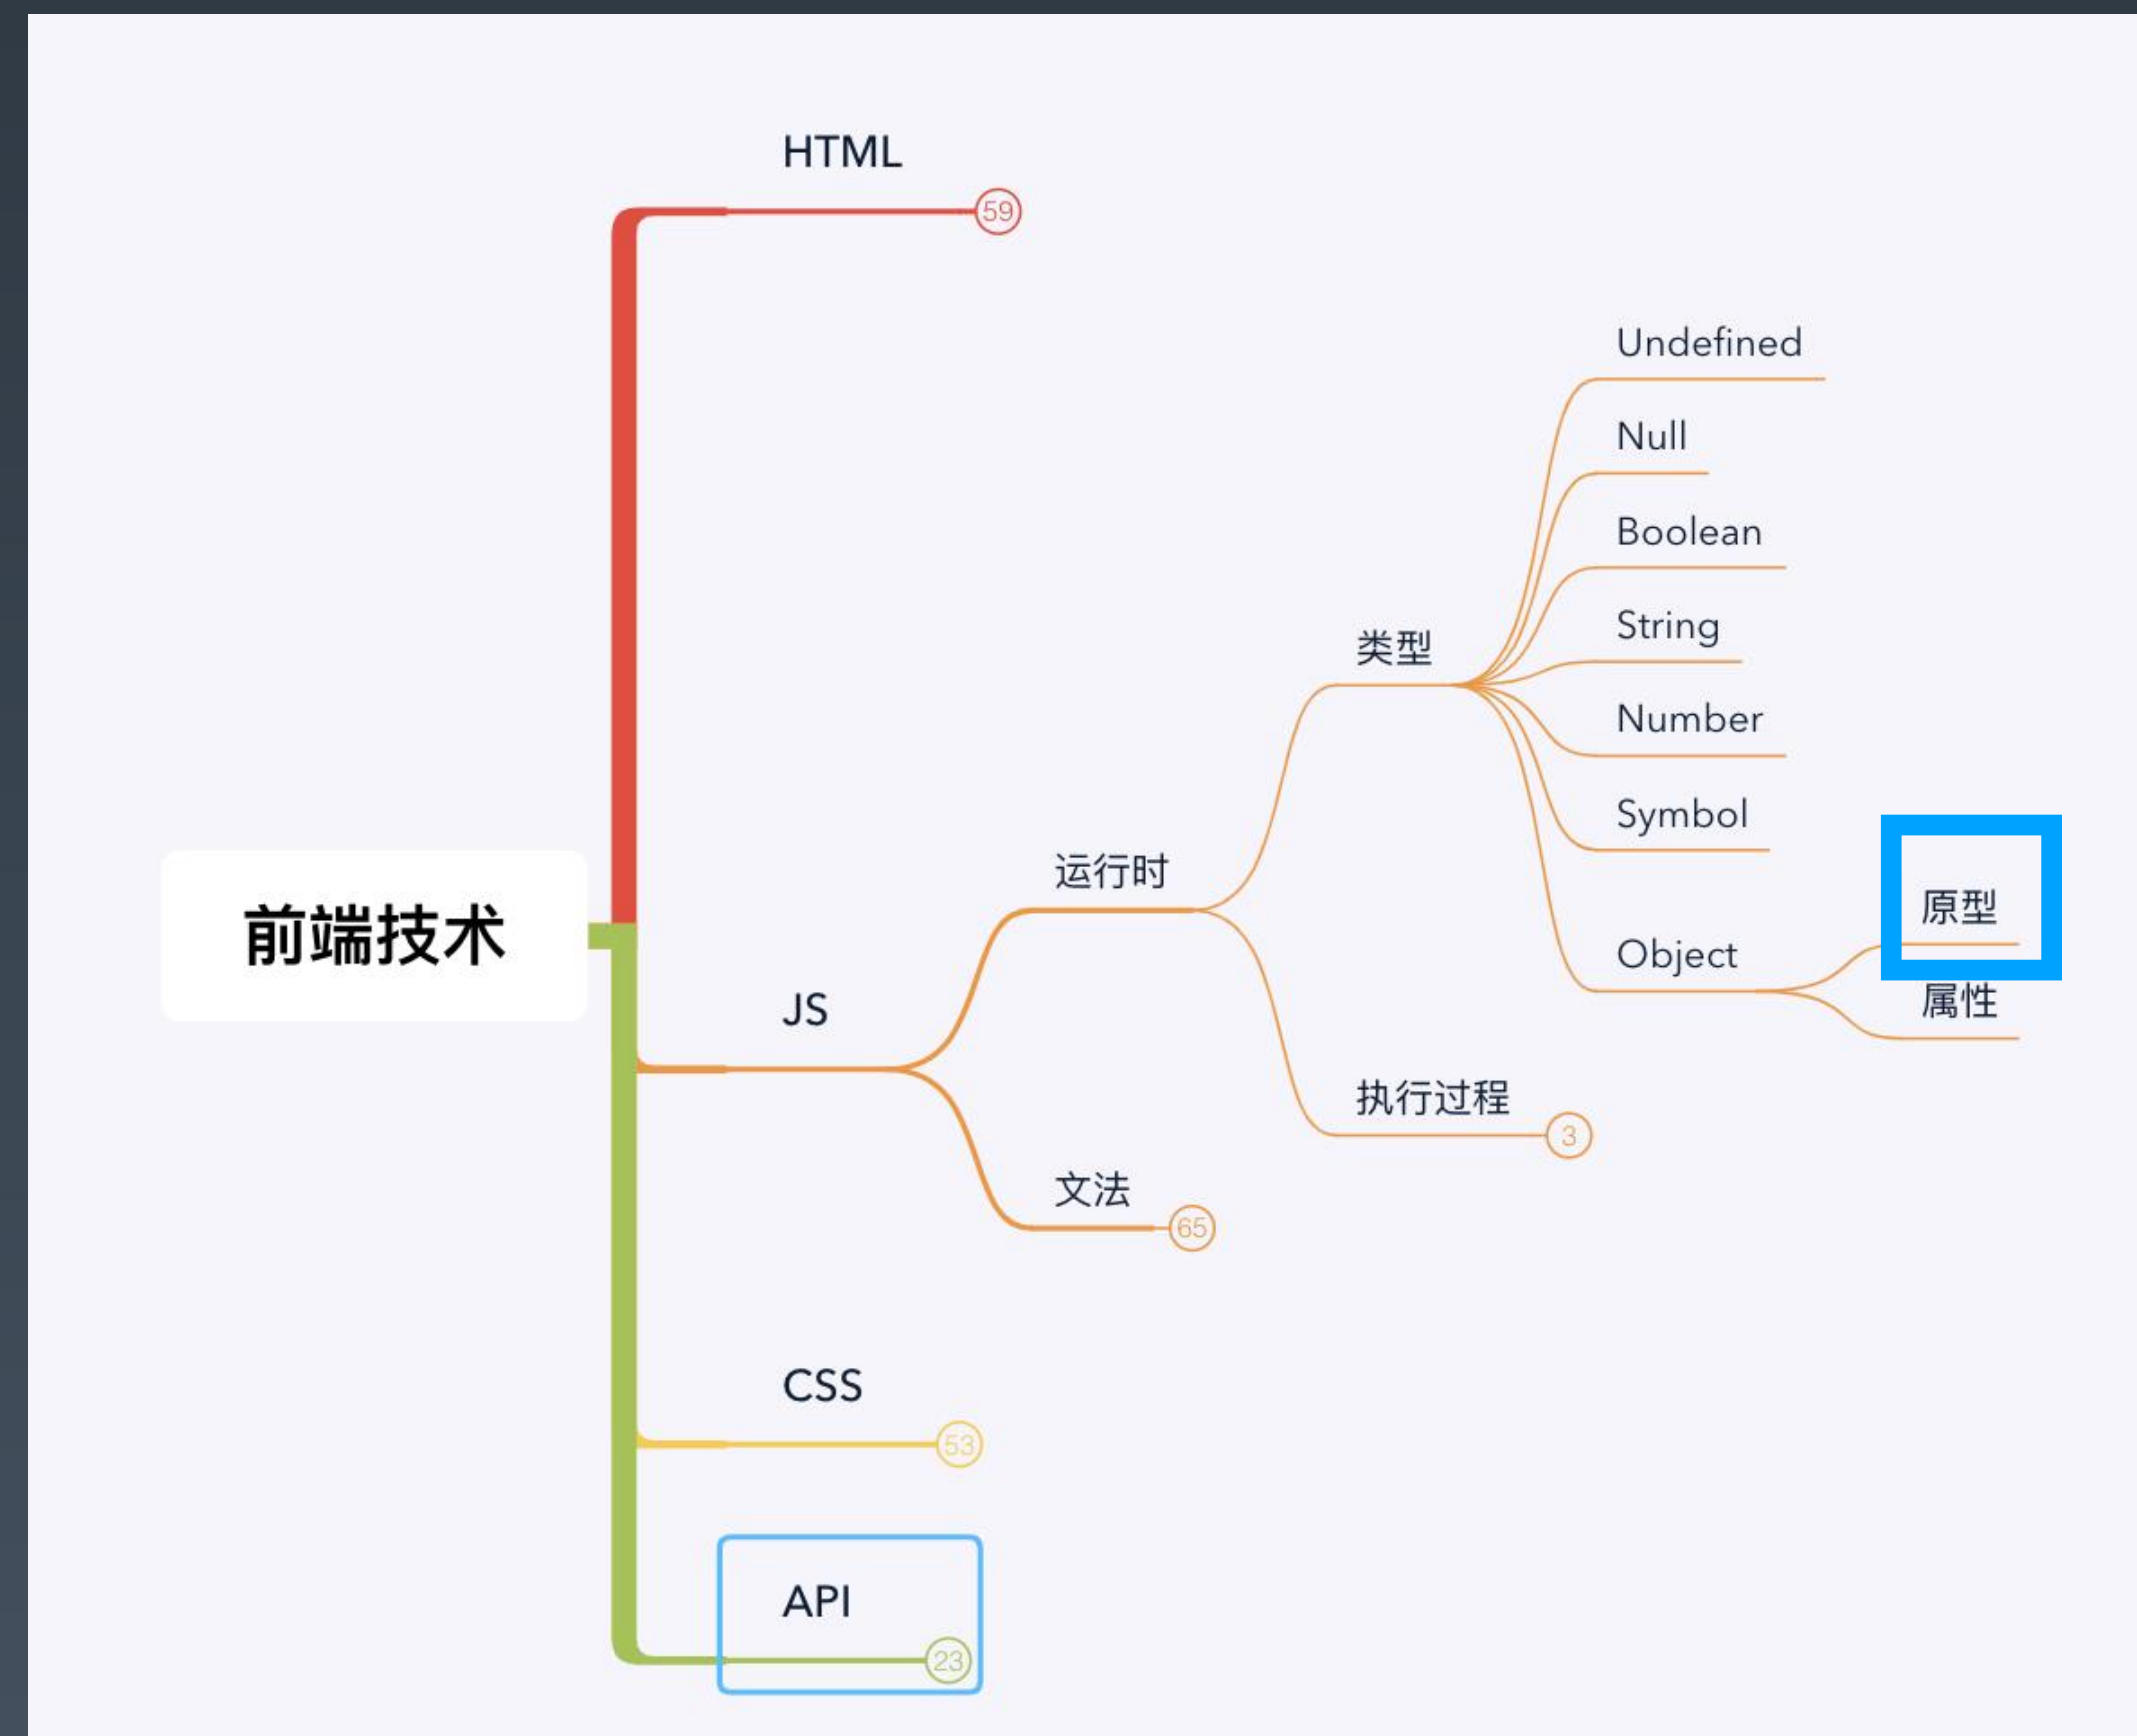 HTML
59
Undefined
Null
Boolean
String
类型
Number
Symbol
运行时
原型
前端技术
Object
属性
JS
执行过程
3
文法
65
CSS
53
API
23